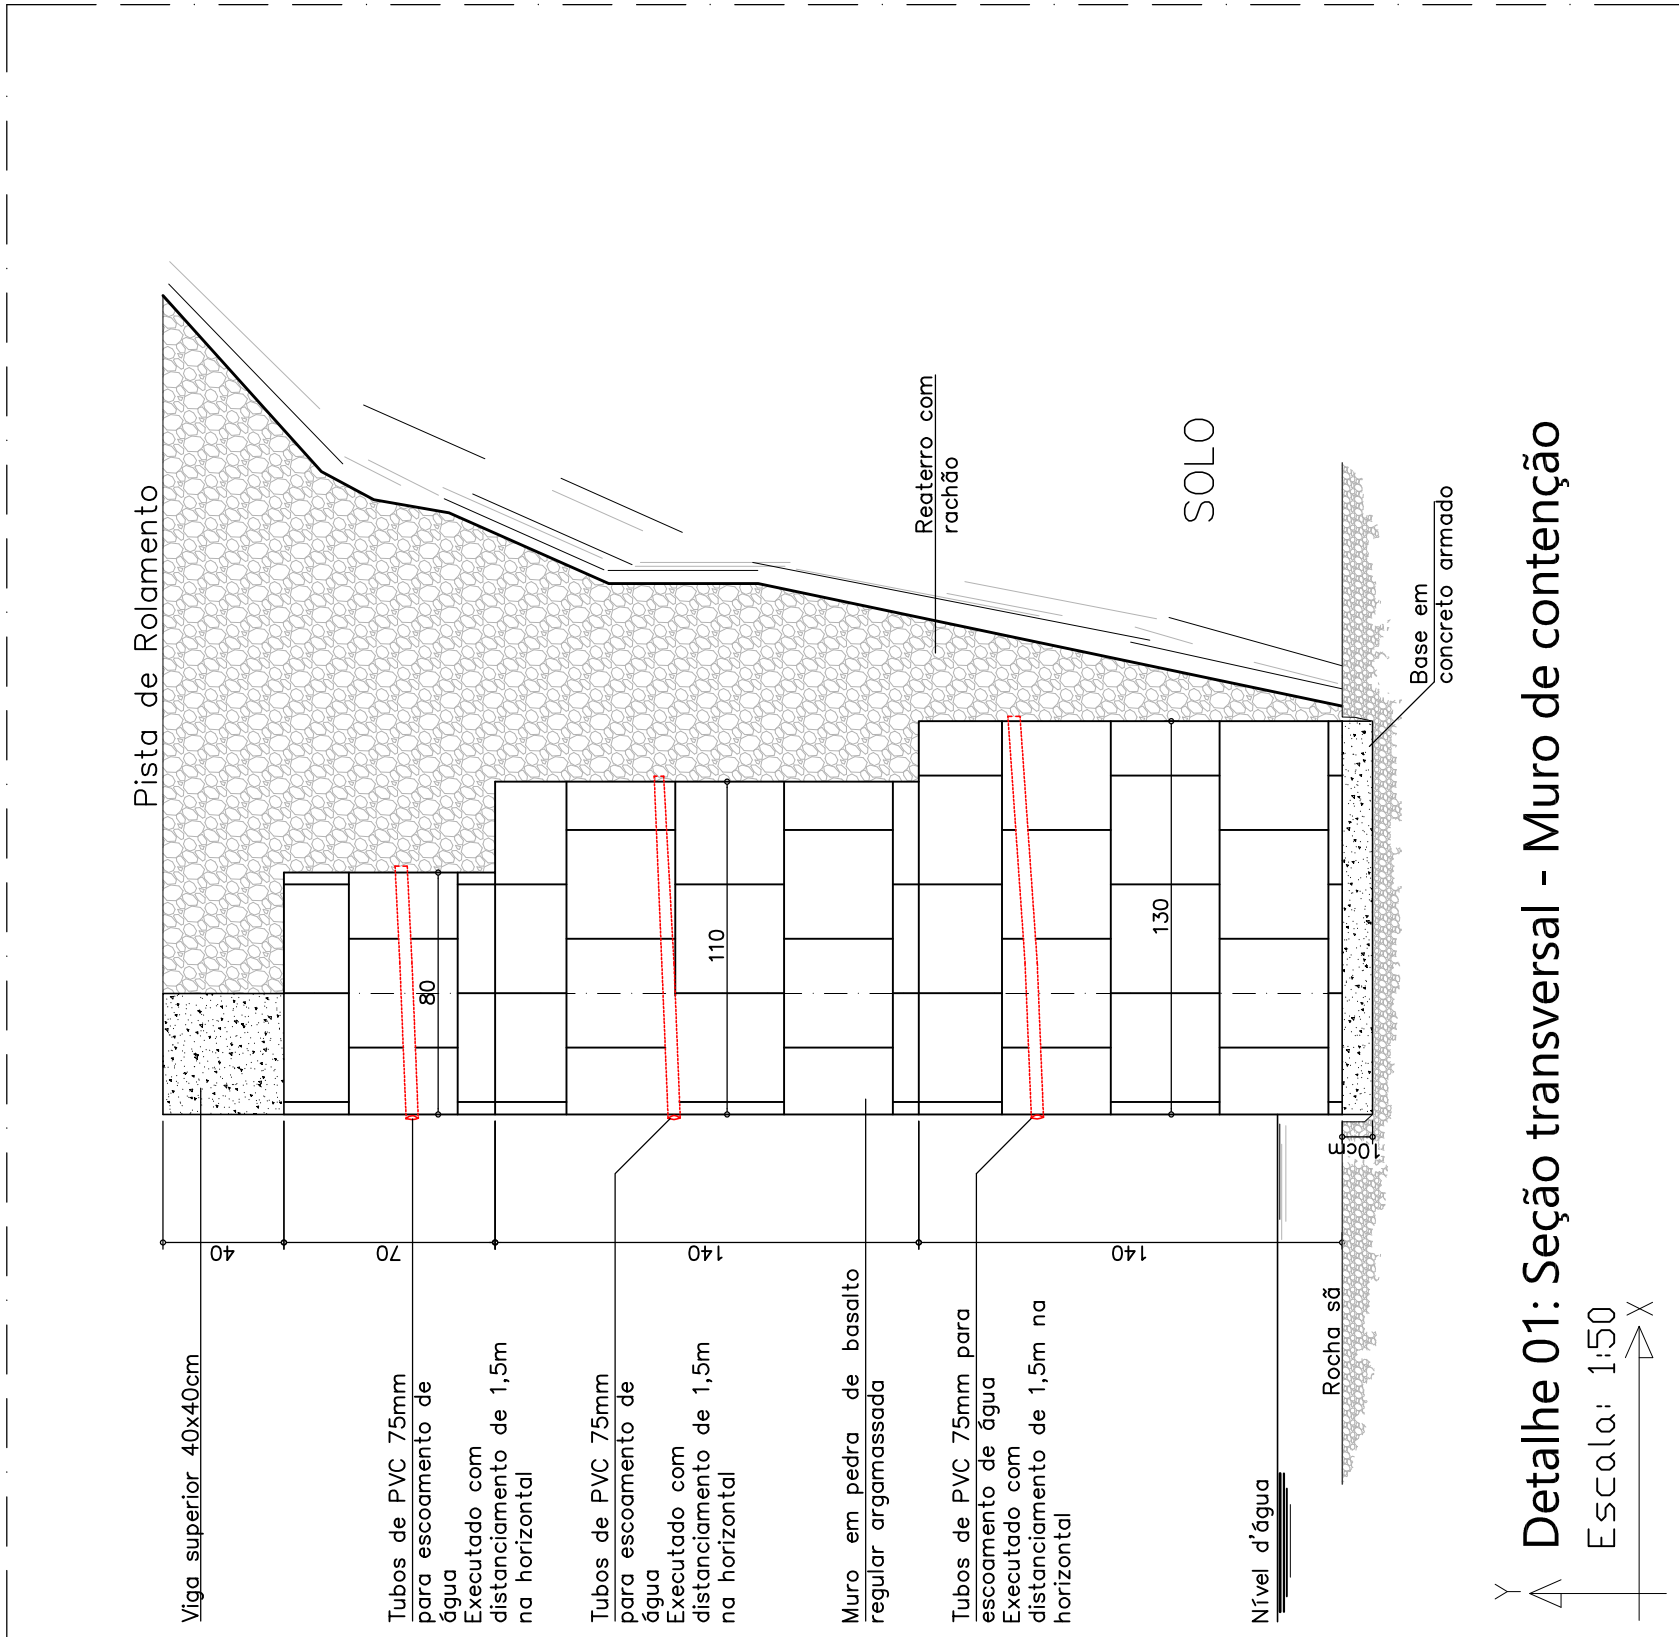 Pista de Rolamento
Viga superior 40x40cm
Tubos de PVC 75mm
para escoamento de
água
Executado com
distanciamento de 1,5m
na horizontal
Tubos de PVC 75mm
para escoamento de
água
Executado com
distanciamento de 1,5m
na horizontal
Muro em pedra de basalto
regular argamassada
Tubos de PVC 75mm para
escoamento de água
Executado com
distanciamento de 1,5m na
horizontal
Nível d'água
Rocha sã
40
70
140
140
10cm
80
110
130
Reaterro com
rachão
SOLO
Base em
concreto armado
Detalhe 01: Seção transversal - Muro de contenção
Escala: 1:50
Y
X